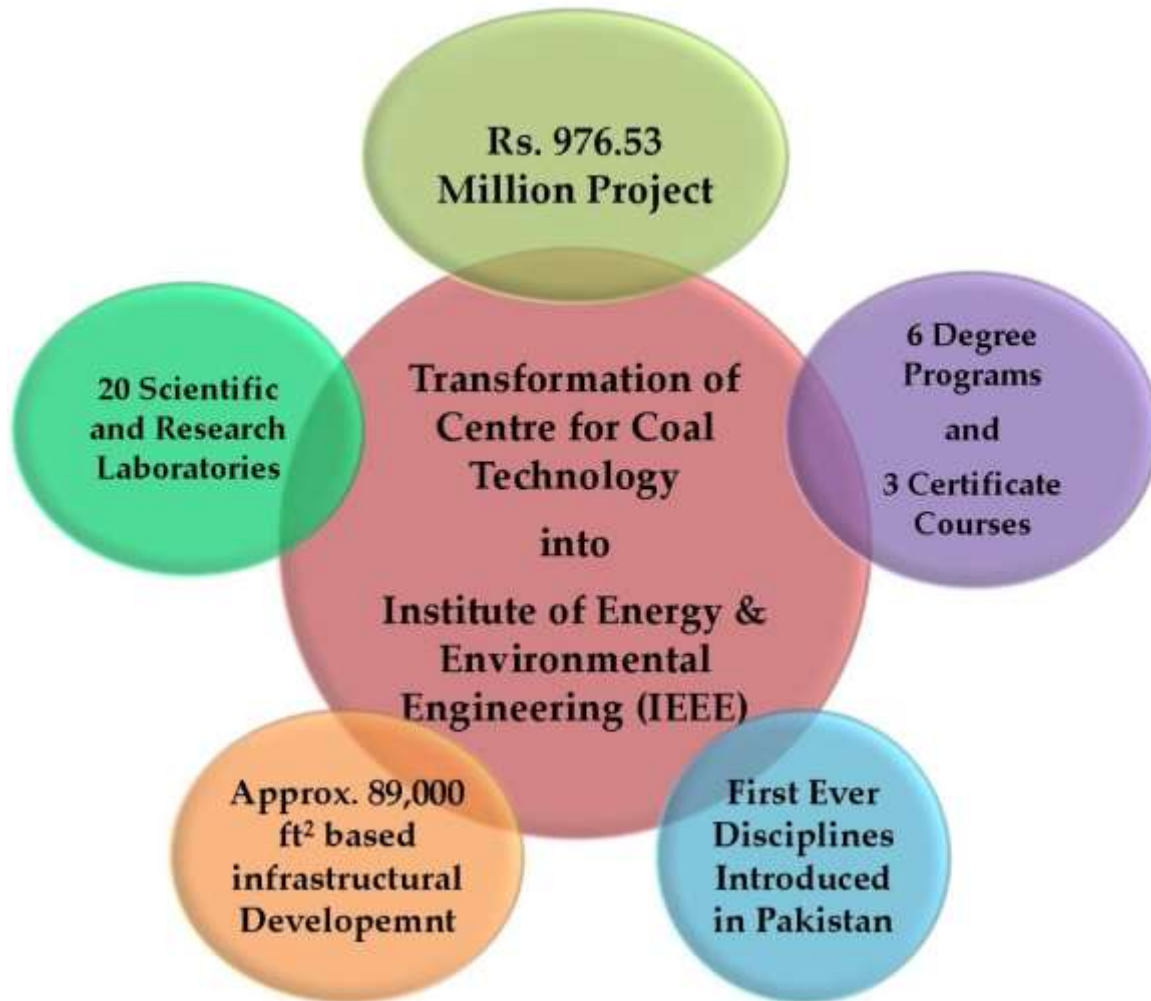 Rs. 976.53
Million Project
20 Scientific
and Research
Laboratories
Transformation of
Centre for Coal
Technology
into
Institute of Energy &
Environmental
Engineering (IEEE)
6 Degree
Programs
and
3 Certificate
Courses
Approx. 89,000
ft² based
infrastructural
Developemnt
First Ever
Disciplines
Introduced
in Pakistan